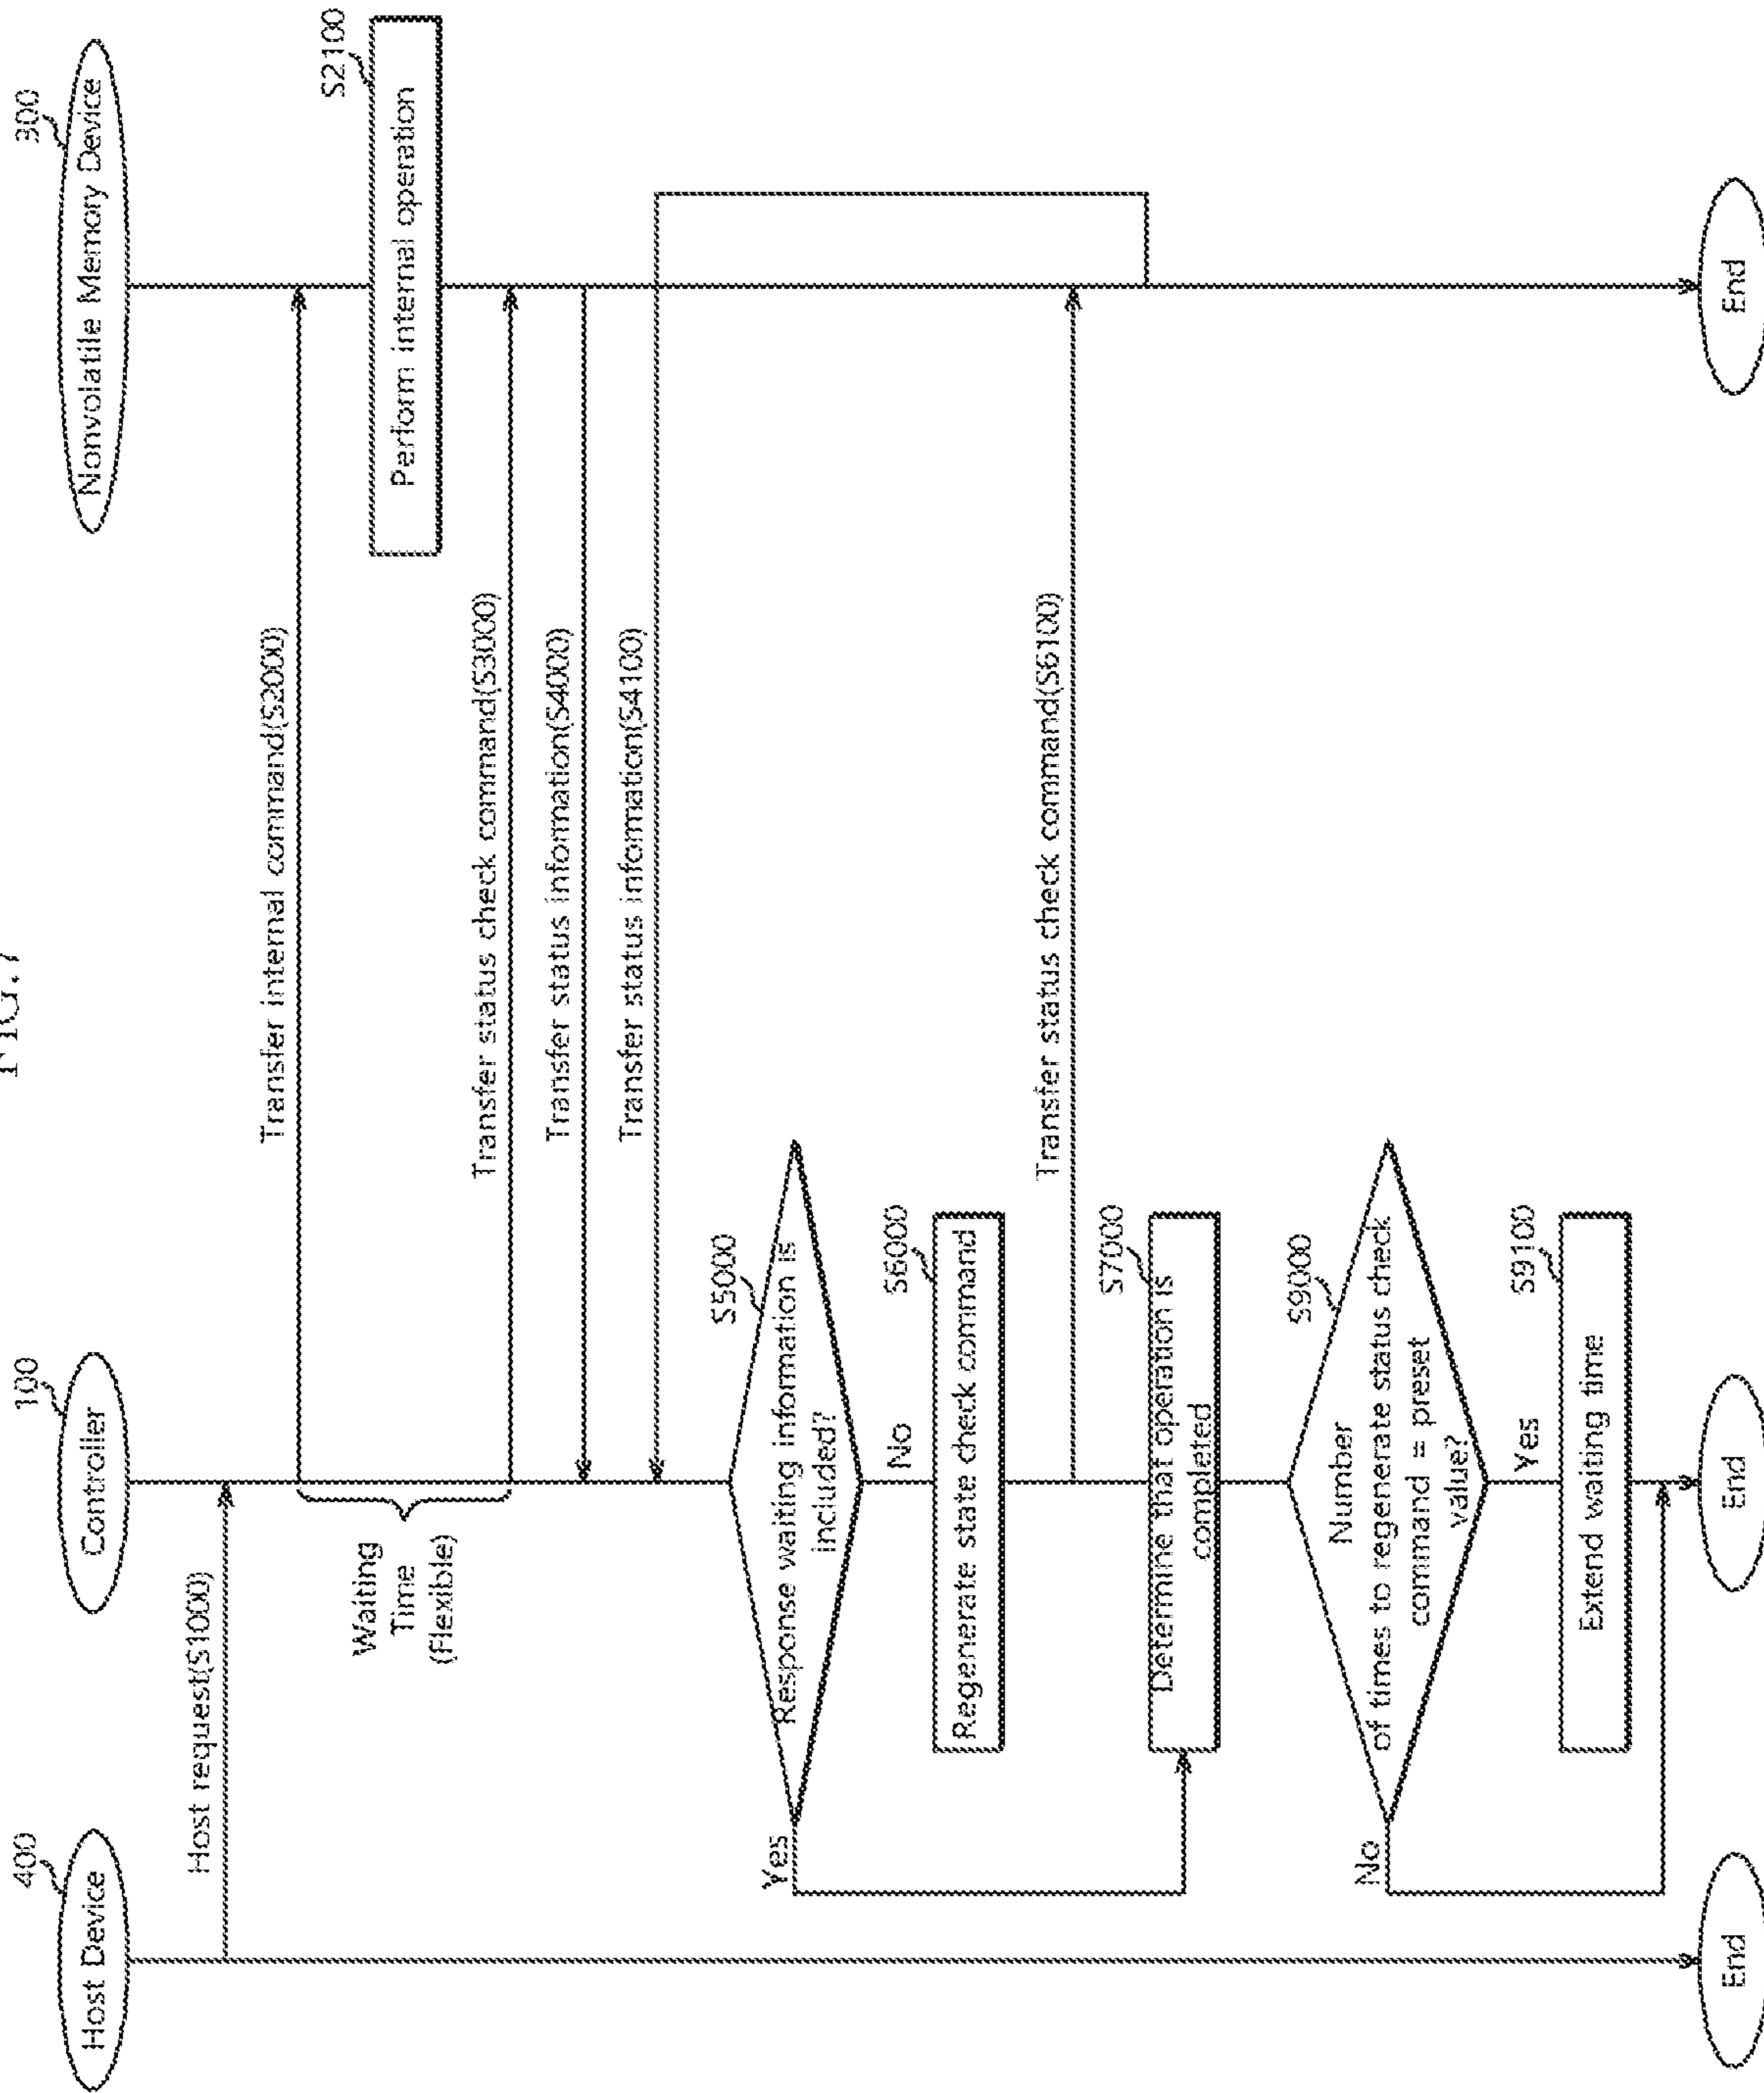 FIG.7
400
Host Device
100
Controller
300
Nonvolatile Memory Device
Host request(S1000)
Transfer internal command(S2000)
Waiting
Time
(flexible)
S2100
Perform internal operation
Transfer status check command(S3000)
Transfer status information(S4000)
Transfer status information(S4100)
S5000
Response waiting information is
included?
Yes
No
S6000
Regenerate state check command
Transfer status check command(S6100)
S7000
Determine that operation is
completed
S9000
Number
of times to regenerate status check
command = preset
value?
No
Yes
S9100
Extend waiting time
End
End
End